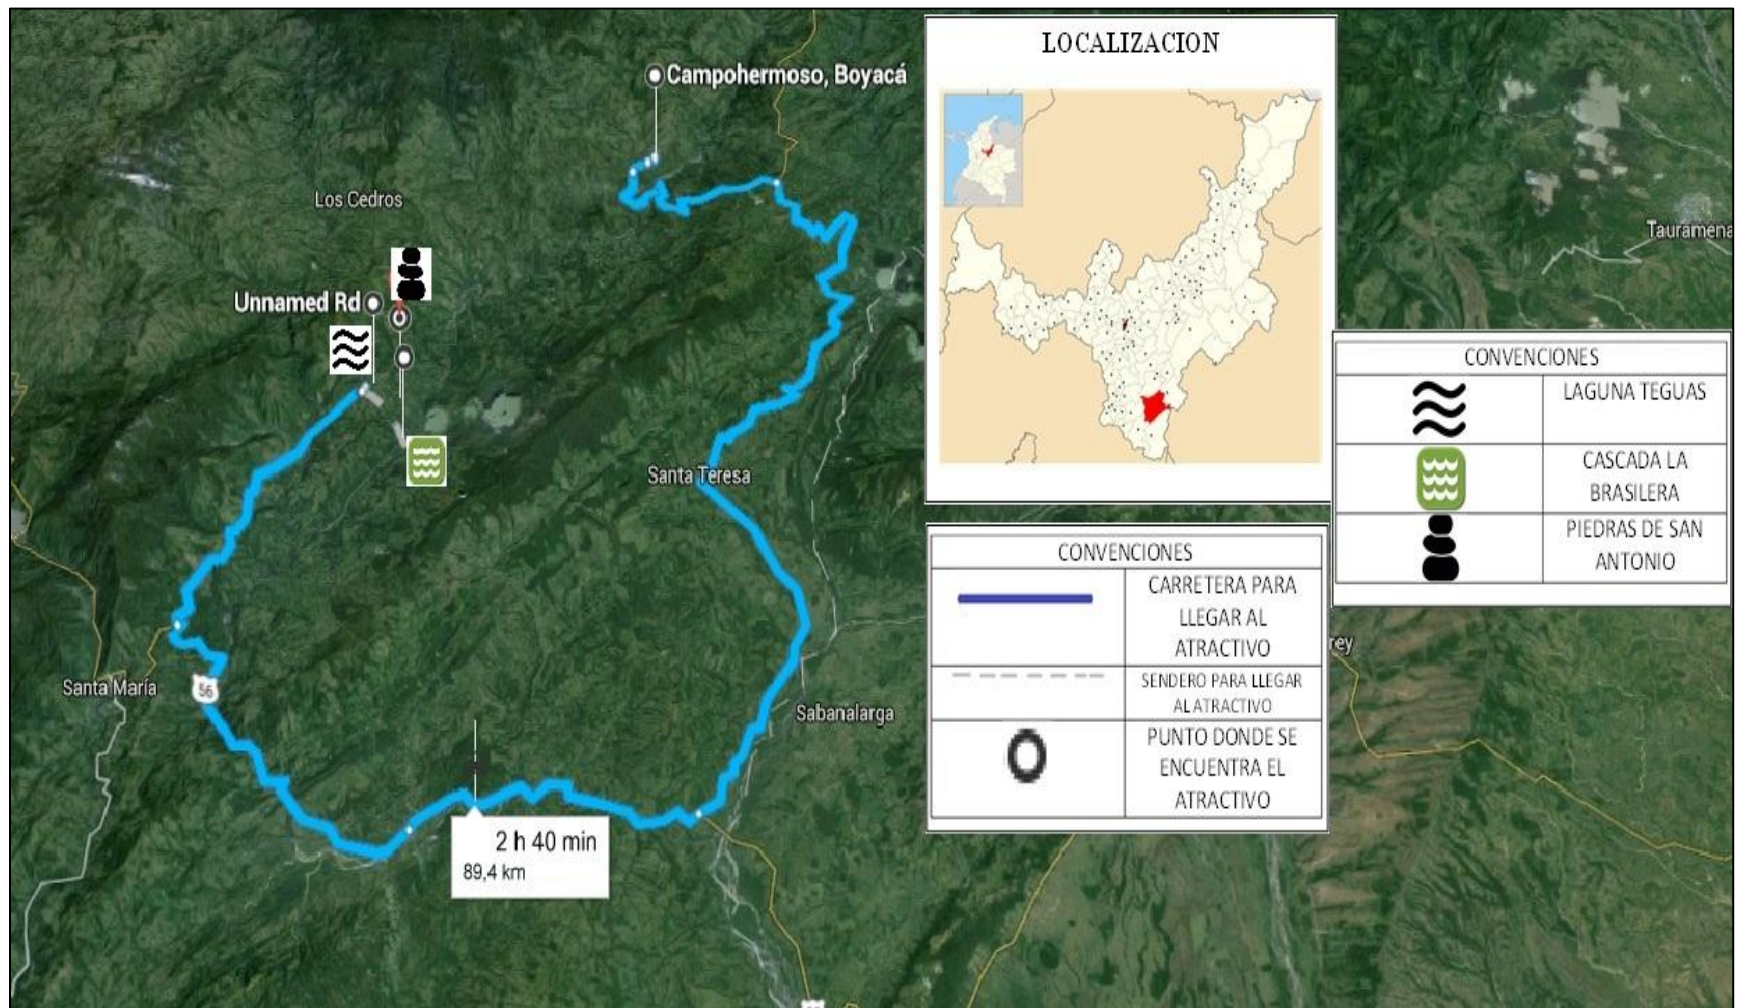 Campohermoso, Boyacá
Los Cedros
Unnamed Rd
Santa Teresa
Santa María
56
Sabanalarga
2 h 40 min
89,4 km
LOCALIZACION
Tauramena
rey
CONVENCIONES
LAGUNA TEGUAS
CASCADA LA
BRASILERA
PIEDRAS DE SAN
ANTONIO
CONVENCIONES
CARRETERA PARA
LLEGAR AL
ATRACTIVO
SENDERO PARA LLEGAR
AL ATRACTIVO
PUNTO DONDE SE
ENCUENTRA EL
ATRACTIVO